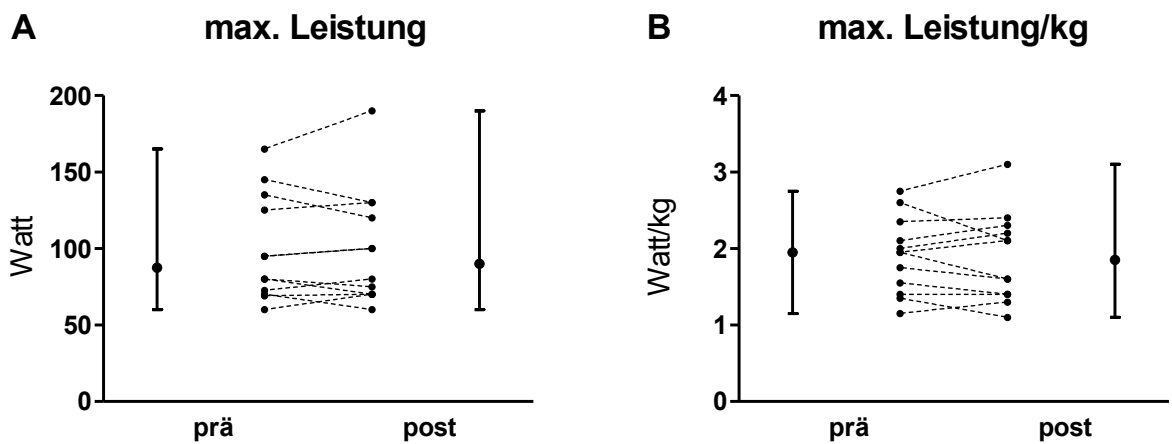 A max. Leistung
Watt
200
150
100
50
0
prä post
B max. Leistung/kg
Watt/kg
4
3
2
1
0
prä post